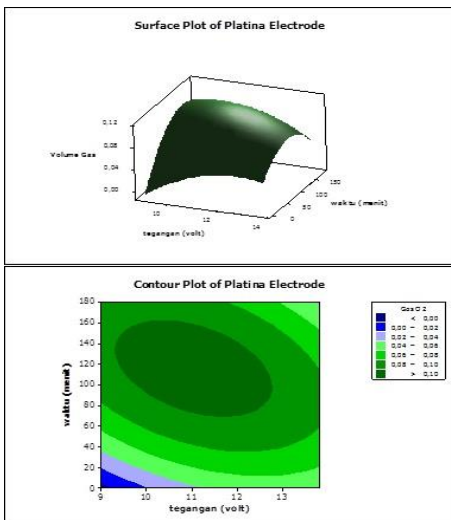 Surface Plot of Platina Electrode
0,12
0,08
Volume Gas
0,04
0,00
10
12
14
tegangan (volt)
0
50
100
150
waktu (menit)
Contour Plot of Platina Electrode
180
160
140
120
100
80
60
40
20
0
waktu (menit)
9
10
11
12
13
tegangan (volt)
Gas O2
< 0,00
0,00 - 0,02
0,02 - 0,04
0,04 - 0,06
0,06 - 0,08
0,08 - 0,10
> 0,10